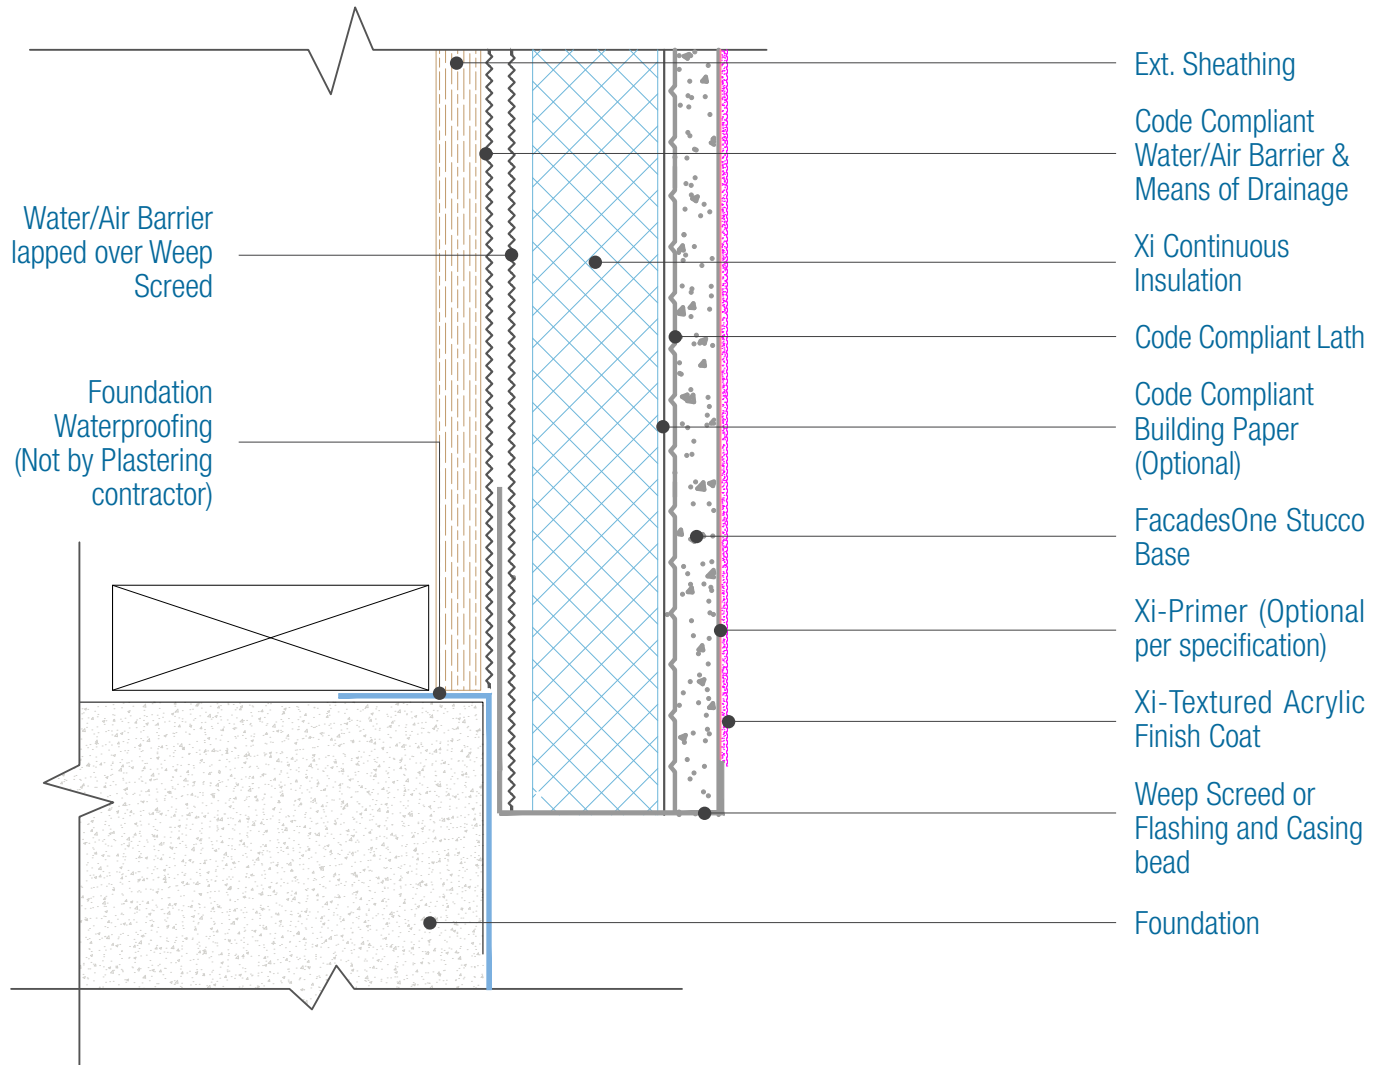 Water/Air Barrier
lapped over Weep
Screed
Foundation
Waterproofing
(Not by Plastering
contractor)
Ext. Sheathing
Code Compliant
Water/Air Barrier &
Means of Drainage
Xi Continuous
Insulation
Code Compliant Lath
Code Compliant
Building Paper
(Optional)
FacadesOne Stucco
Base
Xi-Primer (Optional
per specification)
Xi-Textured Acrylic
Finish Coat
Weep Screed or
Flashing and Casing
bead
Foundation